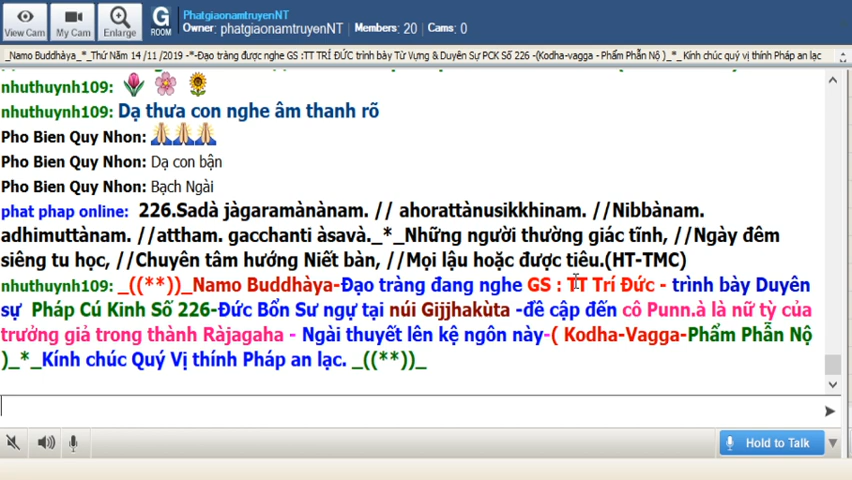 View Cam
My Cam
Enlarge
G
ROOM
PhatgiaonamtruyenNT
Owner: phatgiaonamtruyenNT | Members: 20 | Cams: 0
_Namo Buddhàya_*_Thứ Năm 14 /11 /2019 -*-Đạo tràng được nghe GS :TT TRÍ ĐỨC trình bày Từ Vựng & Duyên Sự PCK Số 226 -(Kodha-vagga - Phẩm Phẫn Nộ )_*_ Kính chúc quý vị thính Pháp an lạc
nhuthuynh109:
nhuthuynh109: Dạ thưa con nghe âm thanh rõ
Pho Bien Quy Nhon:
Pho Bien Quy Nhon: Dạ con bận
Pho Bien Quy Nhon: Bạch Ngài
phat phap online: 226.Sadà jàgaramànànam. // ahorattànusikkhinam. //Nibbànam.
adhimuttànam. //attham. gacchanti àsavà._*_Những người thường giác tĩnh, //Ngày đêm
siêng tu học, //Chuyên tâm hướng Niết bàn, //Mọi lậu hoặc được tiêu.(HT-TMC)
nhuthuynh109: _((**))_Namo Buddhàya-Đạo tràng đang nghe GS : TT Trí Đức - trình bày Duyên
sự Pháp Cú Kinh Số 226-Đức Bổn Sư ngự tại núi Gijjhakùta -đề cập đến cô Punn.à là nữ tỳ của
trưởng giả trong thành Ràjagaha - Ngài thuyết lên kệ ngôn này-( Kodha-Vagga-Phẩm Phẫn Nộ
)_*_Kính chúc Quý Vị thính Pháp an lạc. _((**))_
Hold to Talk